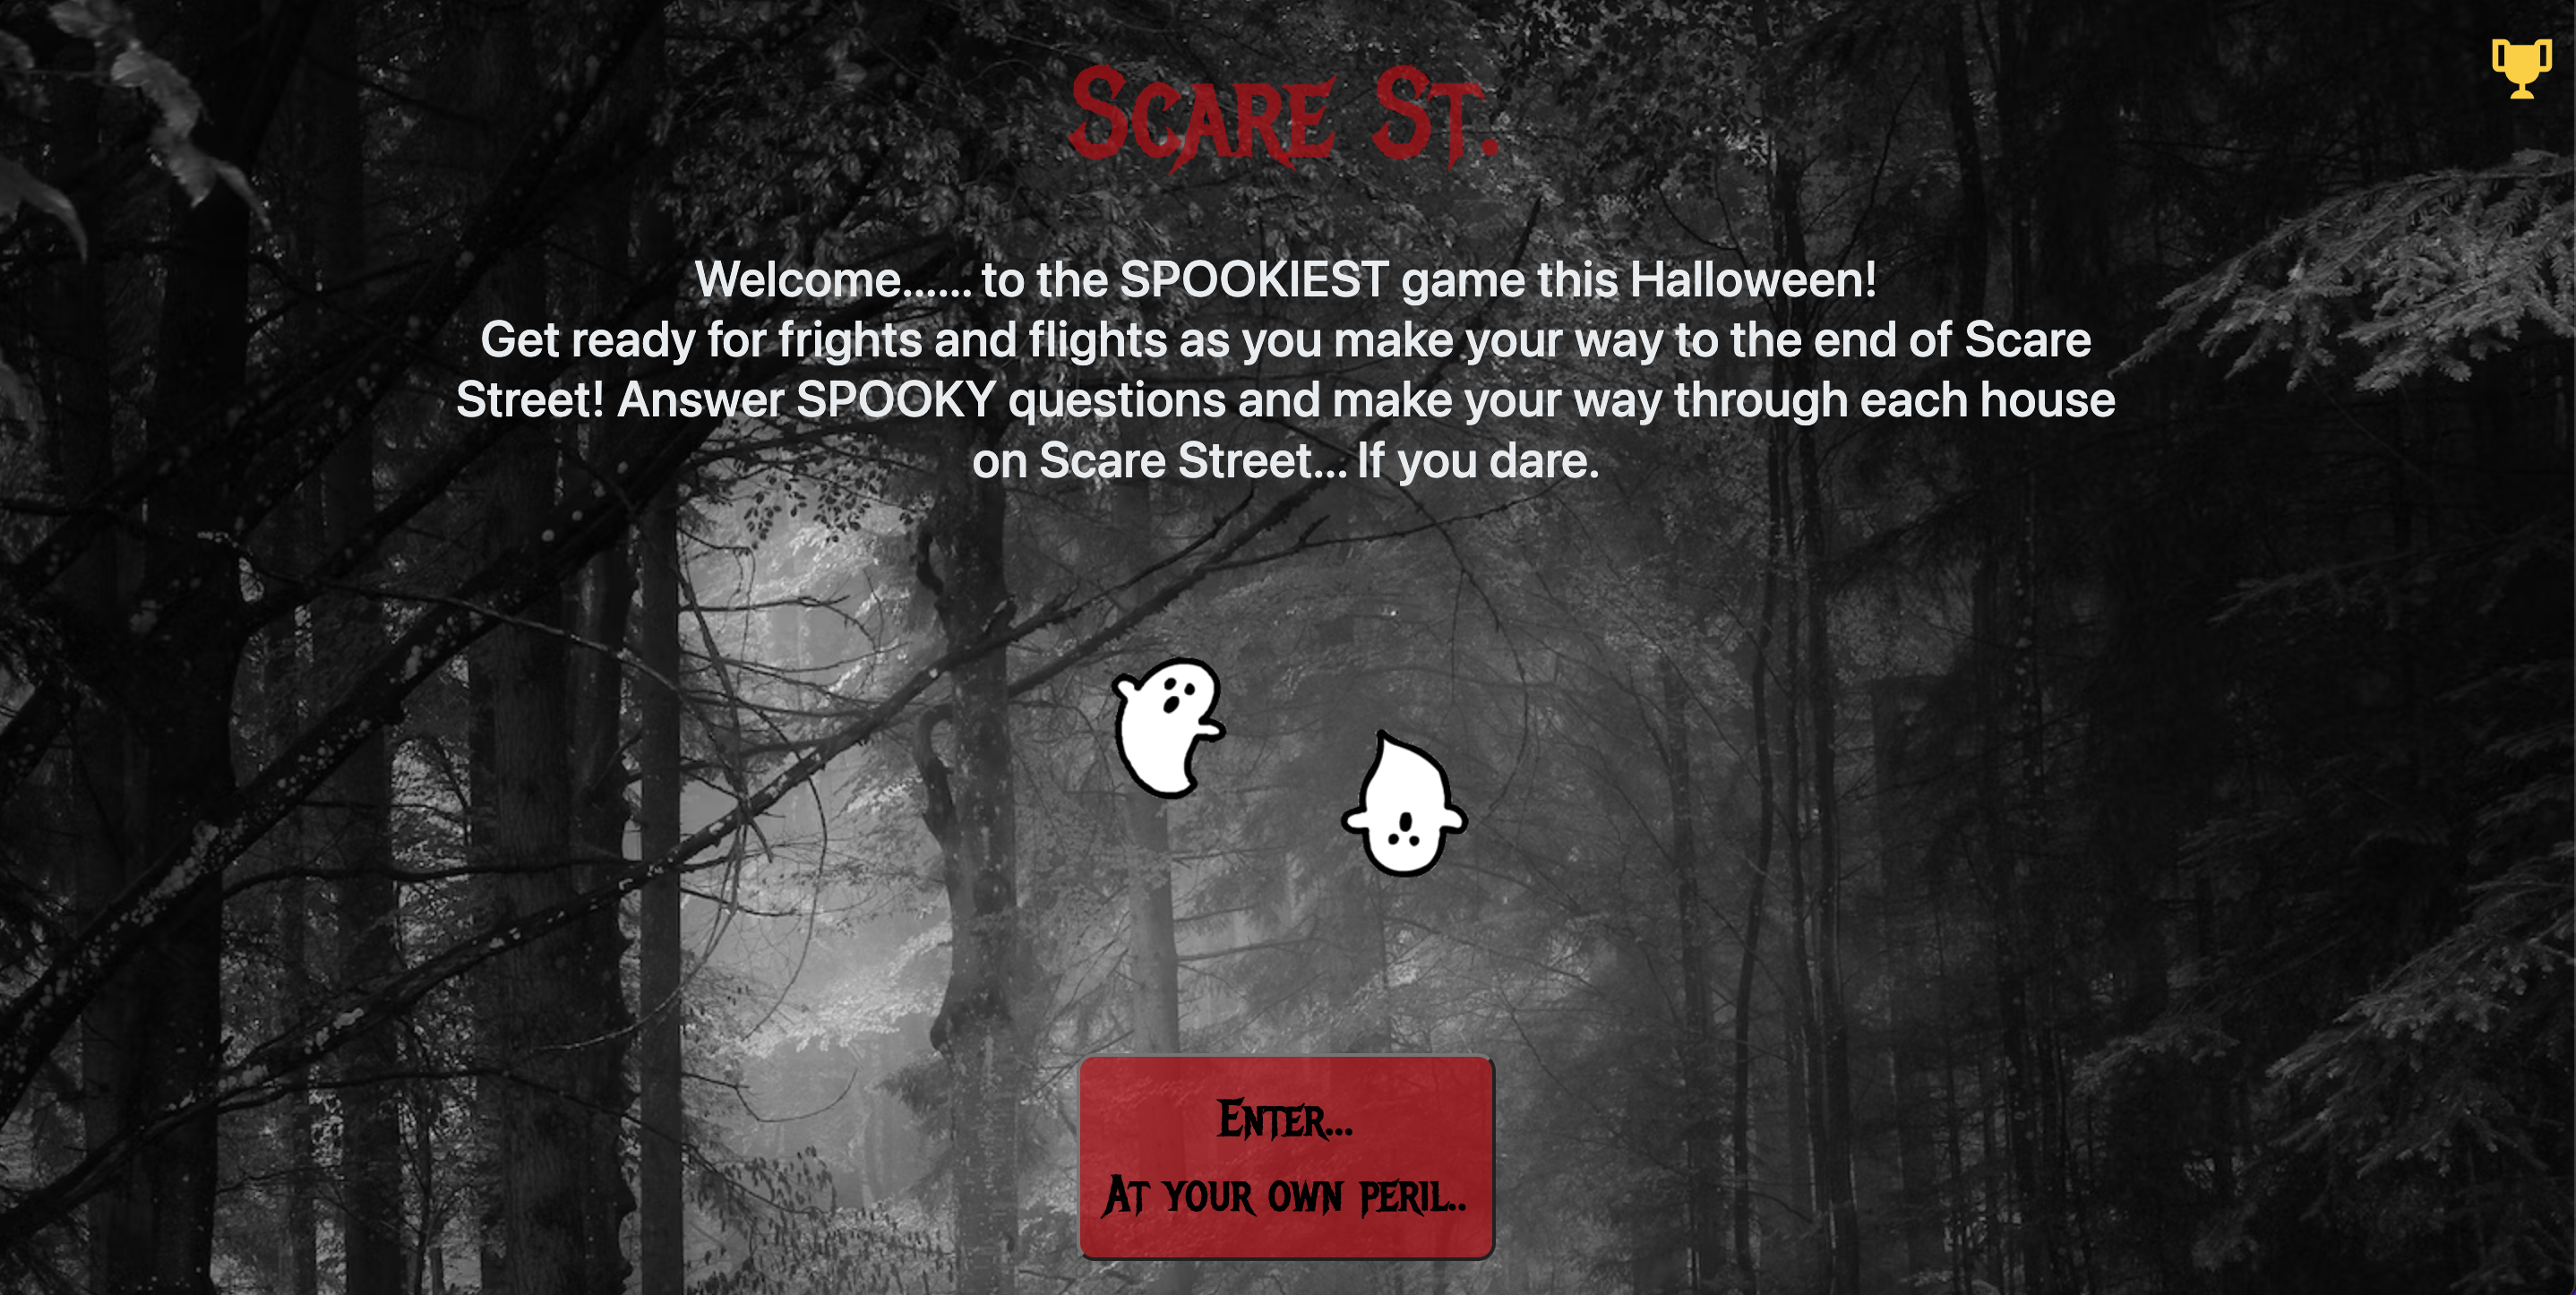 Scare St.
Welcome...... to the SPOOKIEST game this Halloween!
Get ready for frights and flights as you make your way to the end of Scare
Street! Answer SPOOKY questions and make your way through each house
on Scare Street... If you dare.
Enter...
At your own peril..